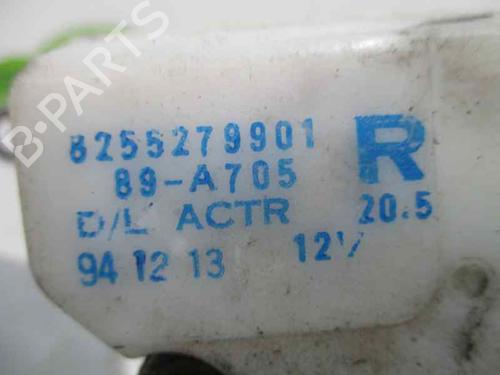 B-PARTS
8255279901
89-A705
R
D/L ACTR 20.5
94 12 13 12V